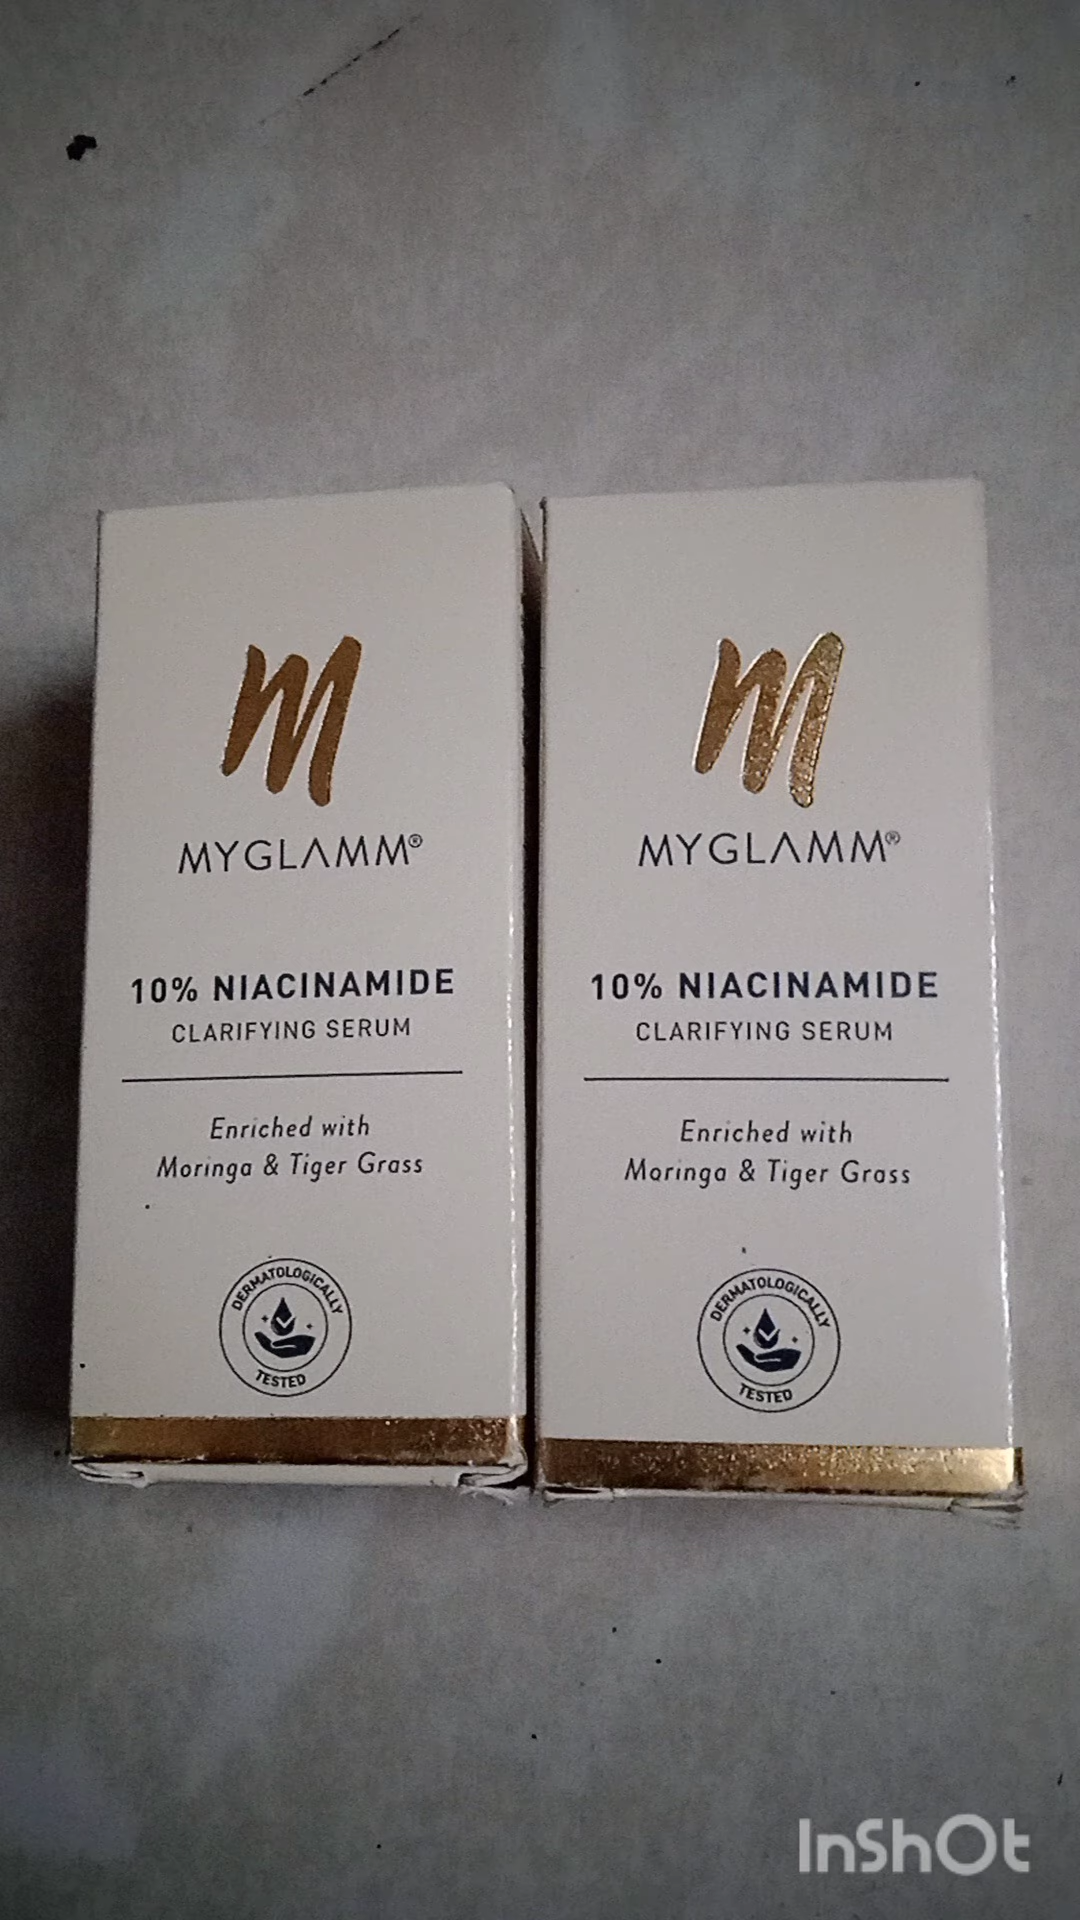 m
MYGLAMM®
10% NIACINAMIDE
CLARIFYING SERUM
Enriched with
Moringa & Tiger Grass
DERMATOLOGICALLY
TESTED
m
MYGLAMM®
10% NIACINAMIDE
CLARIFYING SERUM
Enriched with
Moringa & Tiger Grass
DERMATOLOGICALLY
TESTED
InShOt